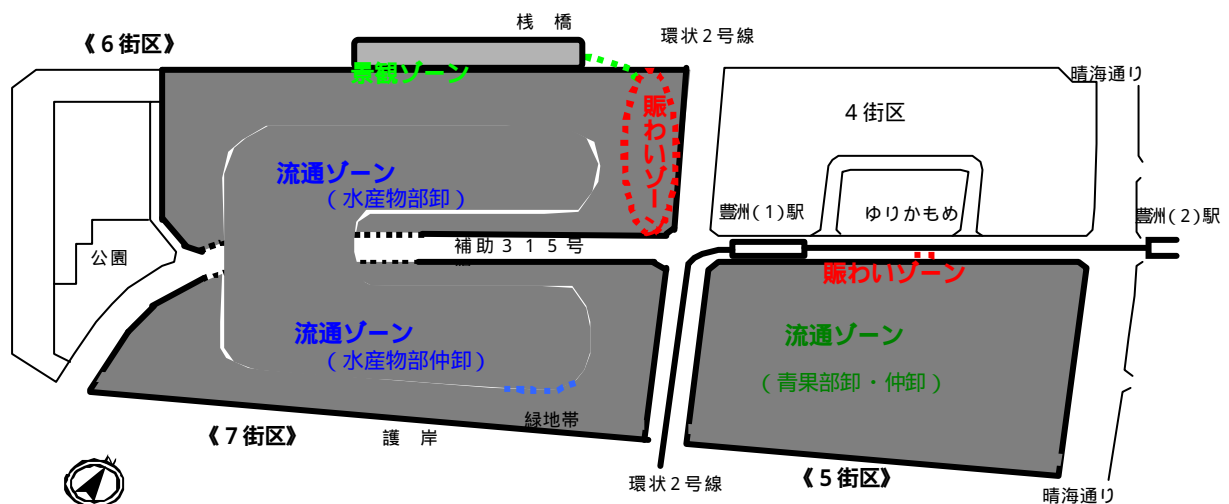 桟 橋
環状2号線
《6街区》
景観ゾーン
晴海通り
賑わいゾーン
4街区
流通ゾーン
(水産物部卸)
豊洲(1)駅
ゆりかもめ
豊洲(2)駅
補助315号
公園
賑わいゾーン
流通ゾーン
(水産物部仲卸)
流通ゾーン
(青果部卸・仲卸)
緑地帯
《7街区》
護 岸
環状2号線
《5街区》
晴海通り